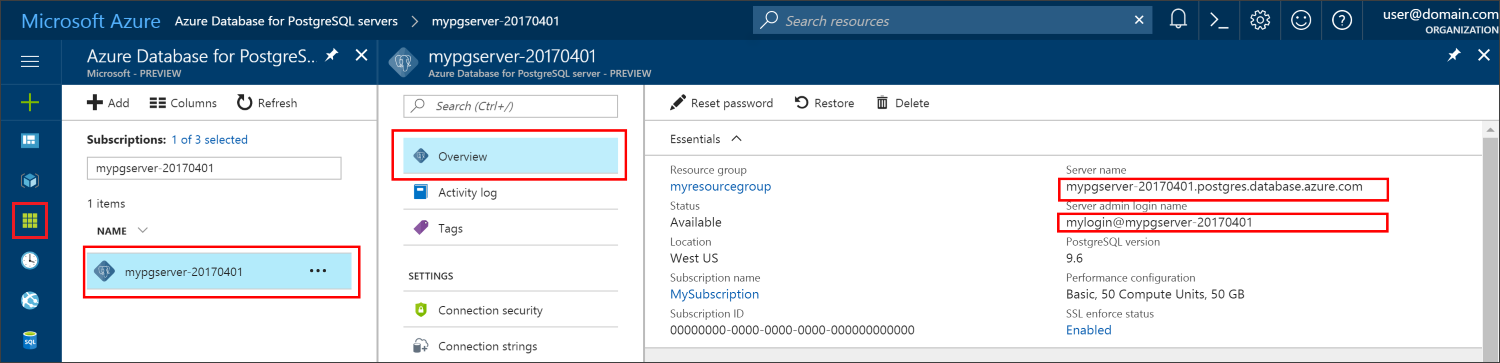 Microsoft Azure Azure Database for PostgreSQL servers > mypgserver-20170401
Search resources
user@domain.com
ORGANIZATION
Azure Database for PostgreS..
Microsoft - PREVIEW
Add Columns Refresh
Subscriptions: 1 of 3 selected
mypgserver-20170401
1 items
NAME
mypgserver-20170401 ...
SQL
mypgserver-20170401
Azure Database for PostgreSQL server - PREVIEW
Search (Ctrl+/)
Overview
Activity log
Tags
SETTINGS
Connection security
Connection strings
Reset password Restore Delete
Essentials
Resource group
myresourcegroup
Status
Available
Location
West US
Subscription name
MySubscription
Subscription ID
00000000-0000-0000-0000-000000000000
Server name
mypgserver-20170401.postgres.database.azure.com
Server admin login name
mylogin@mypgserver-20170401
PostgreSQL version
9.6
Performance configuration
Basic, 50 Compute Units, 50 GB
SSL enforce status
Enabled